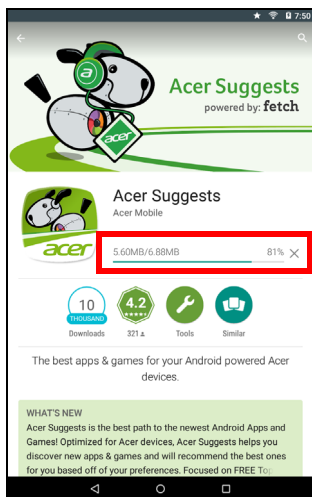 7:50
Acer Suggests
powered by: fetch
acer
acer
Acer Suggests
Acer Mobile
5.60MB/6.88MB 81%
10
THOUSAND
4.2
Downloads 321 Tools Similar
The best apps & games for your Android powered Acer
devices.
WHAT'S NEW
Acer Suggests is the best path to the newest Android Apps and
Games! Optimized for Acer devices, Acer Suggests helps you
discover new apps & games and will recommend the best ones
for you based off of your preferences. Focused on FREE Top